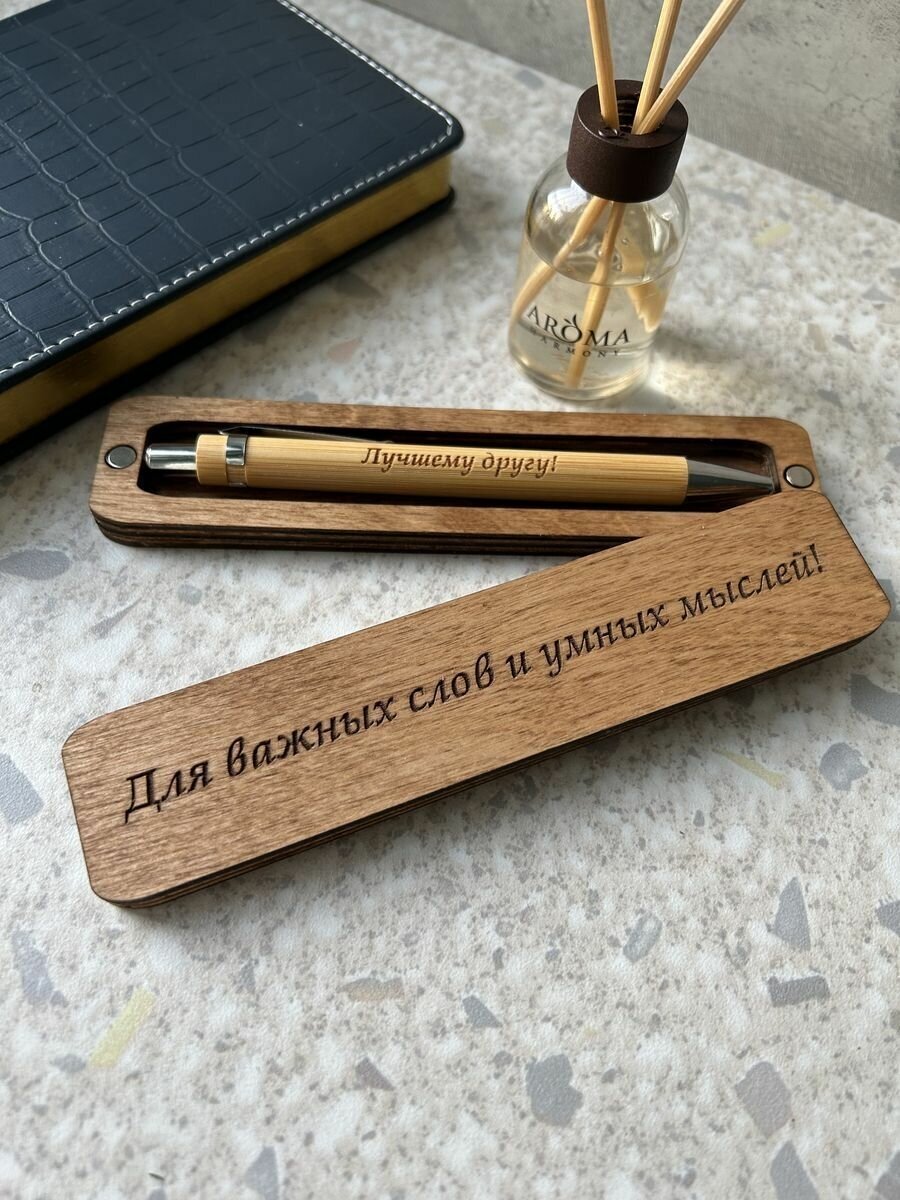 AROMA
HARMONY
Лучшему другу!
Для важных слов и умных мыслей!